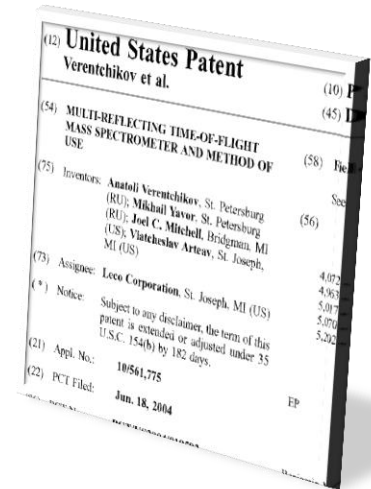 (12) United States Patent
Verentchikov et al.
(10) P
(45) D
(54) MULTI-REFLECTING TIME-OF-FLIGHT
MASS SPECTROMETER AND METHOD OF
USE
(75) Inventors: Anatoli Verentchikov, St. Petersburg
(RU); Mikhail Yavor, St. Petersburg
(RU); Joel C. Mitchell, Bridgman, MI
(US); Viatcheslav Artaev, St. Joseph,
MI (US)
(73) Assignee: Leco Corporation, St. Joseph, MI (US)
( * ) Notice: Subject to any disclaimer, the term of this
patent is extended or adjusted under 35
U.S.C. 154(b) by 182 days.
(21) Appl. No.: 10/561,775
(22) PCT Filed: Jun. 18, 2004
(58) Fie
See
(56)
4,072
4,963
5,017
5,070
5,202
EP